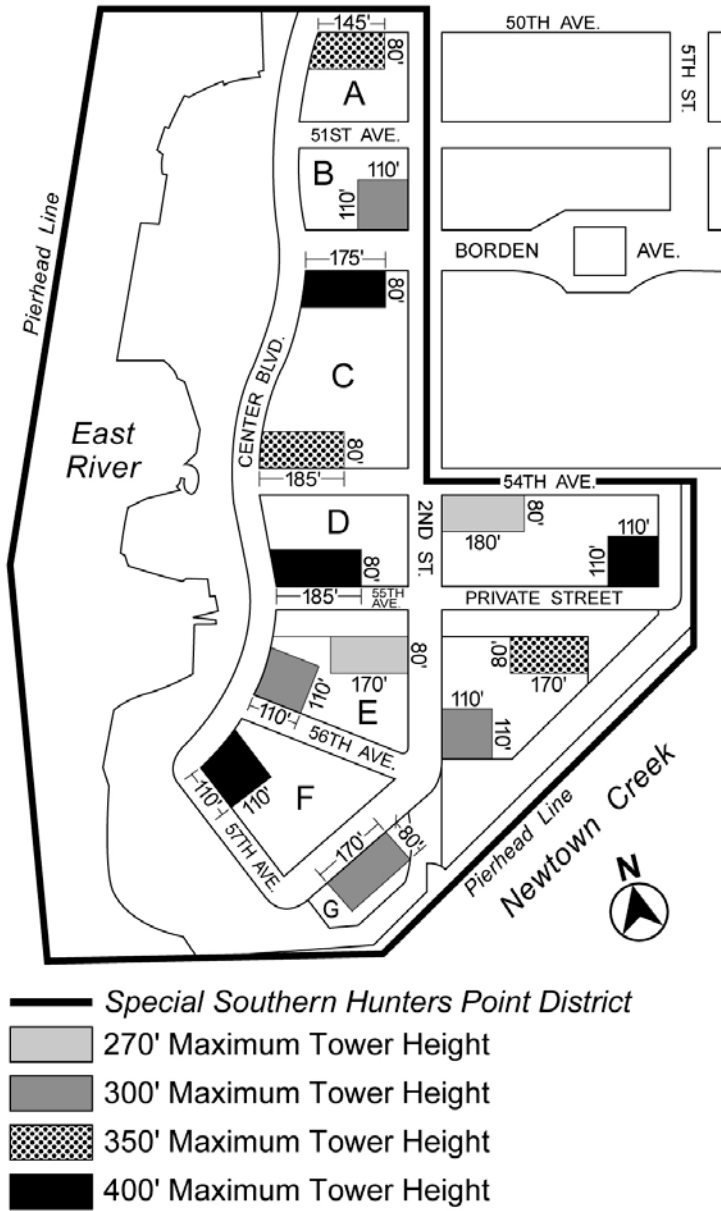 50TH AVE.
145'
80'
5TH ST.
A
51ST AVE.
B
110'
110'
BORDEN AVE.
175'
80'
Pierhead Line
CENTER BLVD.
C
East
River
80'
185'
54TH AVE.
D
2ND ST.
80'
180'
110'
110'
80'
185'
55TH
AVE.
PRIVATE STREET
80'
170'
110'
110'
E
80'
170'
110'
110'
56TH AVE.
110'
110'
F
57TH AVE.
170'
80'
G
Pierhead Line
Newtown Creek
N
Special Southern Hunters Point District
270' Maximum Tower Height
300' Maximum Tower Height
350' Maximum Tower Height
400' Maximum Tower Height